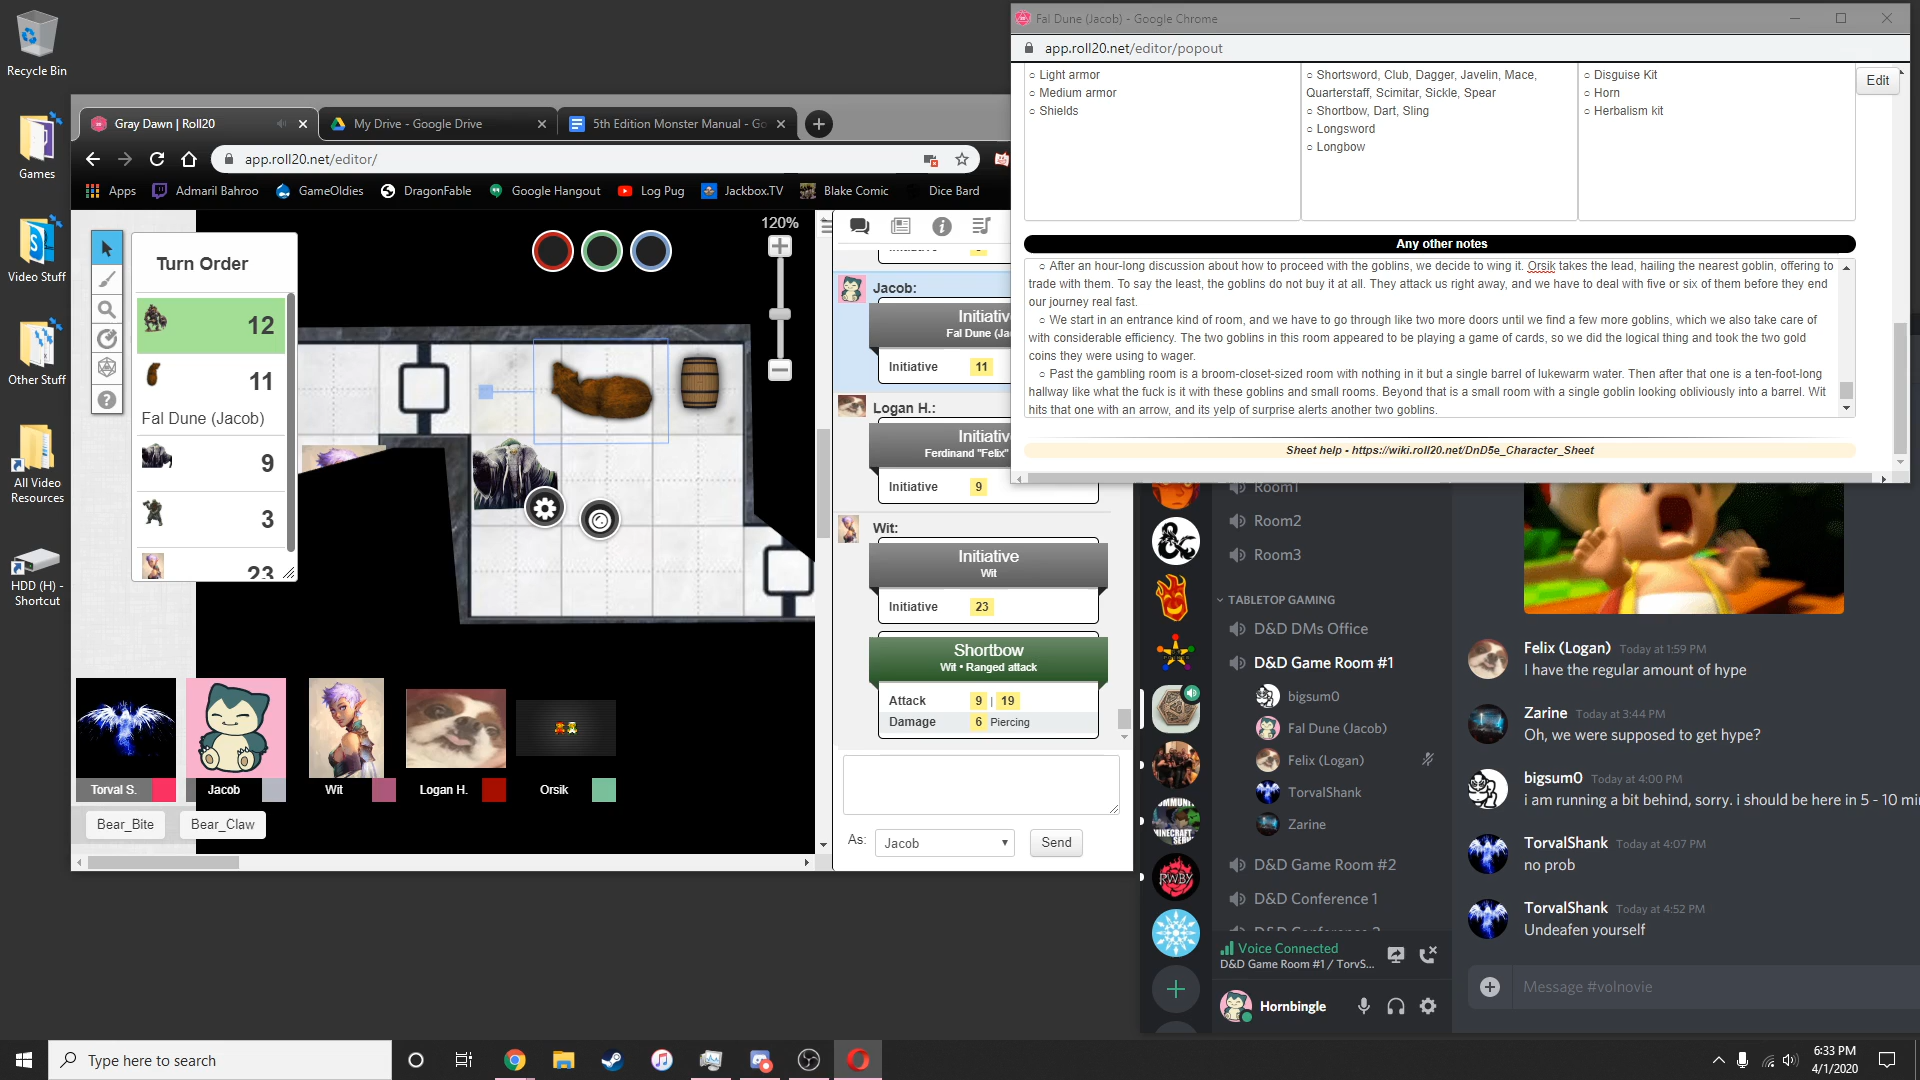 Recycle Bin
Games
Video Stuff
Other Stuff
All Video
Resources
HDD (H) -
Shortcut
Gray Dawn | Roll20
My Drive - Google Drive
5th Edition Monster Manual - Go
app.roll20.net/editor/
Apps
Admaril Bahroo
GameOldies
DragonFable
Google Hangout
Log Pug
Jackbox.TV
Blake Comic
Dice Bard
Turn Order
12
11
Fal Dune (Jacob)
9
3
23
120%
Torval S.
Jacob
Wit
Logan H.
Orsik
Bear_Bite
Bear_Claw
Jacob:
Initiativ
Fal Dune (Ja
Initiative 11
Logan H.:
Initiativ
Ferdinand "Felix"
Initiative 9
Wit:
Initiative
Wit
Initiative 23
Shortbow
Wit • Ranged attack
Attack 9 | 19
Damage 6 Piercing
As: Jacob
Send
Fal Dune (Jacob) - Google Chrome
app.roll20.net/editor/popout
Edit
○ Light armor
○ Medium armor
○ Shields
○ Shortsword, Club, Dagger, Javelin, Mace,
Quarterstaff, Scimitar, Sickle, Spear
○ Shortbow, Dart, Sling
○ Longsword
○ Longbow
○ Disguise Kit
○ Horn
○ Herbalism kit
Any other notes
○ After an hour-long discussion about how to proceed with the goblins, we decide to wing it. Orsik takes the lead, hailing the nearest goblin, offering to
trade with them. To say the least, the goblins do not buy it at all. They attack us right away, and we have to deal with five or six of them before they end
our journey real fast.
○ We start in an entrance kind of room, and we have to go through like two more doors until we find a few more goblins, which we also take care of
with considerable efficiency. The two goblins in this room appeared to be playing a game of cards, so we did the logical thing and took the two gold
coins they were using to wager.
○ Past the gambling room is a broom-closet-sized room with nothing in it but a single barrel of lukewarm water. Then after that one is a ten-foot-long
hallway like what the fuck is it with these goblins and small rooms. Beyond that is a small room with a single goblin looking obliviously into a barrel. Wit
hits that one with an arrow, and its yelp of surprise alerts another two goblins.
Sheet help - https://wiki.roll20.net/DnD5e_Character_Sheet
Room1
Room2
Room3
TABLETOP GAMING
D&D DMs Office
D&D Game Room #1
bigsum0
Fal Dune (Jacob)
Felix (Logan)
TorvalShank
Zarine
D&D Game Room #2
D&D Conference 1
Voice Connected
D&D Game Room #1 / TorvS...
Hornbingle
RWBY
MINECRAFT
Felix (Logan) Today at 1:59 PM
I have the regular amount of hype
Zarine Today at 3:44 PM
Oh, we were supposed to get hype?
bigsum0 Today at 4:00 PM
i am running a bit behind, sorry. i should be here in 5 - 10 mi
TorvalShank Today at 4:07 PM
no prob
TorvalShank Today at 4:52 PM
Undeafen yourself
Message #volnovie
Type here to search
6:33 PM
4/1/2020